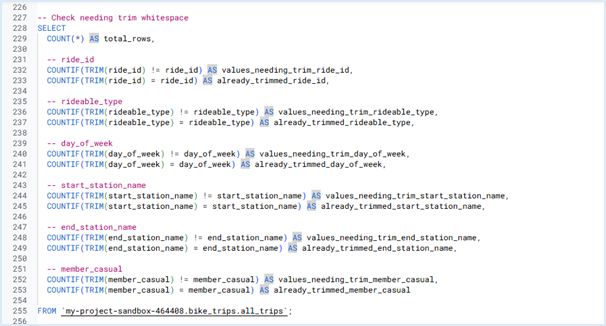 226
227 -- Check needing trim whitespace
228 SELECT
229 COUNT(*) AS total_rows,
230
231 -- ride_id
232 COUNTIF(TRIM(ride_id) != ride_id) AS values_needing_trim_ride_id,
233 COUNTIF(TRIM(ride_id) = ride_id) AS already_trimmed_ride_id,
234
235 -- rideable_type
236 COUNTIF(TRIM(rideable_type) != rideable_type) AS values_needing_trim_rideable_type,
237 COUNTIF(TRIM(rideable_type) = rideable_type) AS already_trimmed_rideable_type,
238
239 -- day_of_week
240 COUNTIF(TRIM(day_of_week) != day_of_week) AS values_needing_trim_day_of_week,
241 COUNTIF(TRIM(day_of_week) = day_of_week) AS already_trimmed_day_of_week,
242
243 -- start_station_name
244 COUNTIF(TRIM(start_station_name) != start_station_name) AS values_needing_trim_start_station_name,
245 COUNTIF(TRIM(start_station_name) = start_station_name) AS already_trimmed_start_station_name,
246
247 -- end_station_name
248 COUNTIF(TRIM(end_station_name) != end_station_name) AS values_needing_trim_end_station_name,
249 COUNTIF(TRIM(end_station_name) = end_station_name) AS already_trimmed_end_station_name,
250
251 -- member_casual
252 COUNTIF(TRIM(member_casual) != member_casual) AS values_needing_trim_member_casual,
253 COUNTIF(TRIM(member_casual) = member_casual) AS already_trimmed_member_casual
254
255 FROM `my-project-sandbox-464408.bike_trips.all_trips`;
256